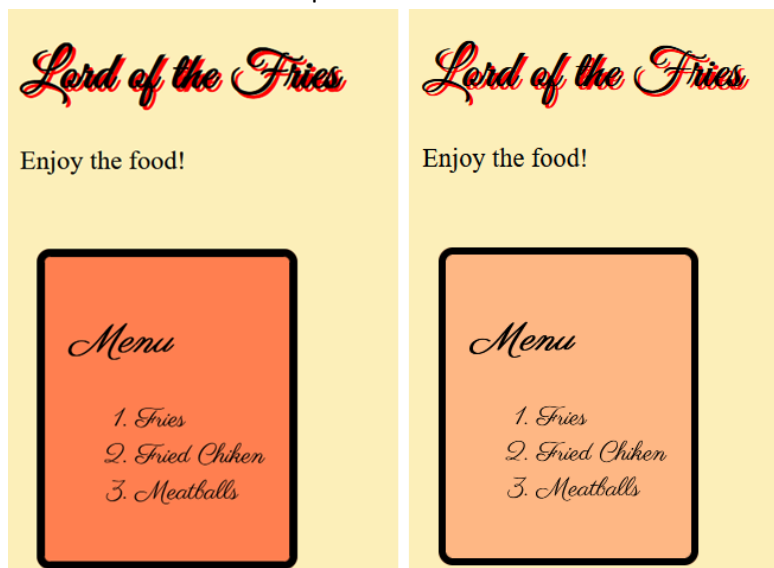 Lord of the Fries
Enjoy the food!
Menu
1. Fries
2. Fried Chiken
3. Meatballs
Lord of the Fries
Enjoy the food!
Menu
1. Fries
2. Fried Chiken
3. Meatballs